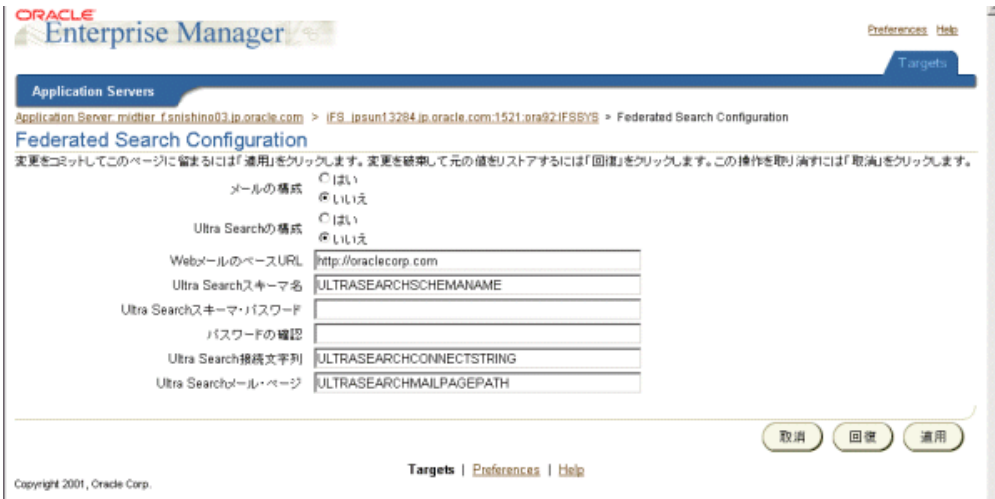 ORACLE
Enterprise Manager
Preferences Help
Targets
Application Servers
Application Server: midtier_f.snishino03.jp.oracle.com > iFS_jpsun13284.jp.oracle.com:1521:ora92:IFSSYS > Federated Search Configuration
Federated Search Configuration
変更をコミットしてこのページに留まるには「適用」をクリックします。変更を破棄して元の値をリストアするには「回復」をクリックします。この操作を取り消すには「取消」をクリックします。
メールの構成
はい
いいえ
Ultra Searchの構成
はい
いいえ
WebメールのベースURL http://oraclecorp.com
Ultra Searchスキーマ名 ULTRASEARCHSCHEMANAME
Ultra Searchスキーマ・パスワード
パスワードの確認
Ultra Search接続文字列 ULTRASEARCHCONNECTSTRING
Ultra Searchメール・ページ ULTRASEARCHMAILPAGEPATH
取消 回復 適用
Targets | Preferences | Help
Copyright 2001, Oracle Corp.